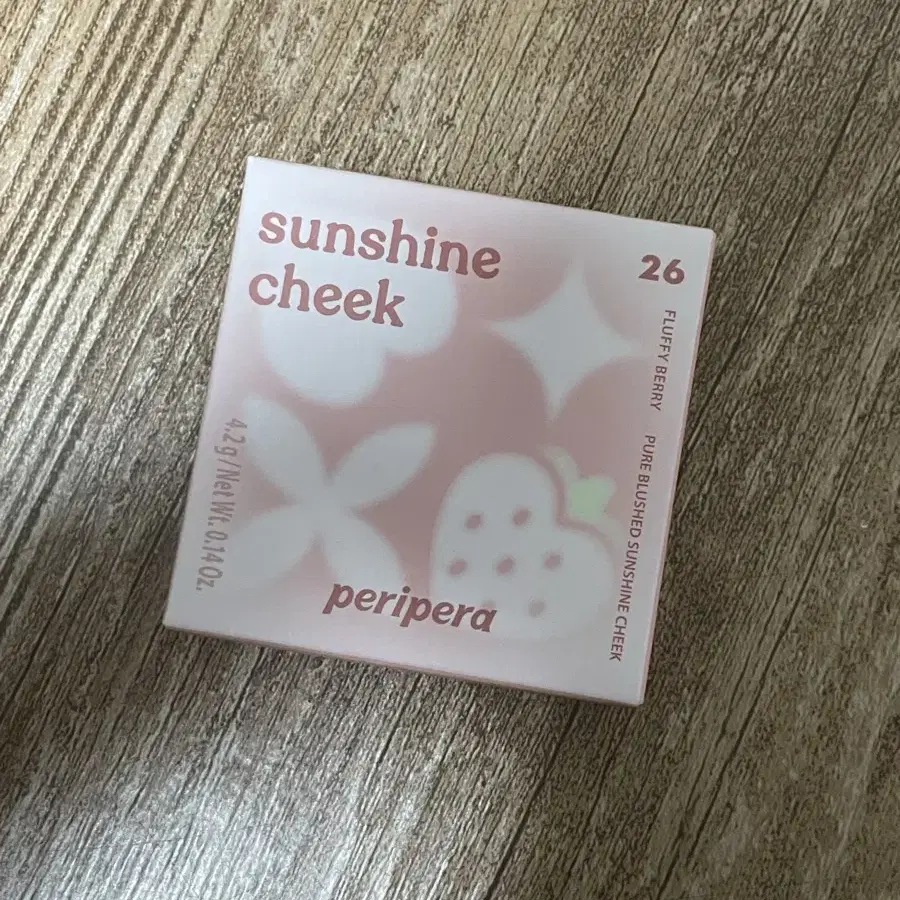 sunshine
cheek
26
FLUFFY BERRY PURE BLUSHED SUNSHINE CHEEK
4.2g/Net Wt. 0.14 Oz.
peripera